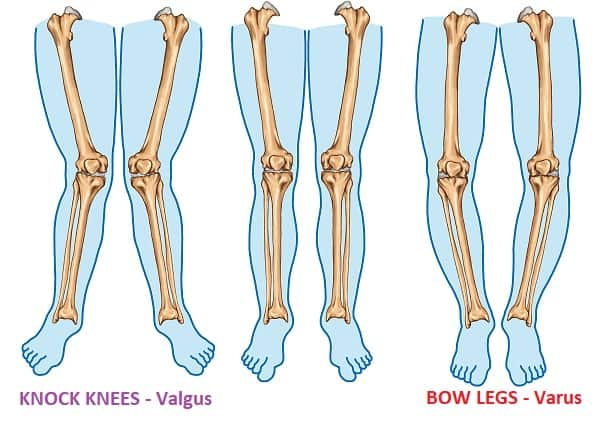 KNOCK KNEES - Valgus
BOW LEGS - Varus